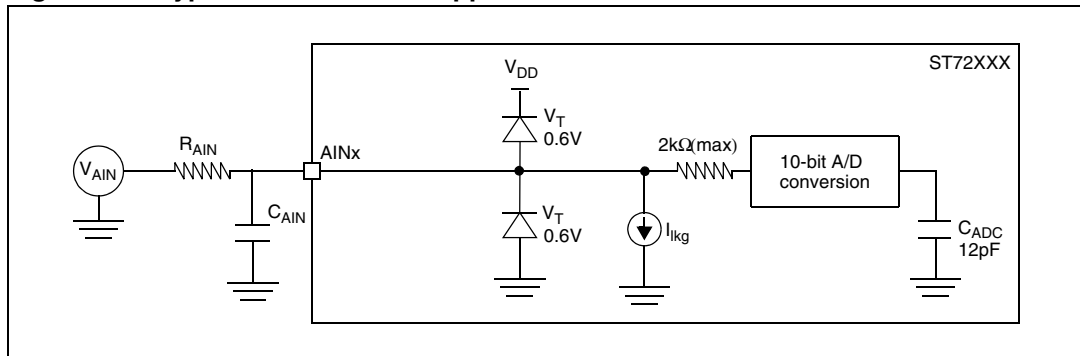 ST72XXX
V_DD
V_T
0.6V
R_AIN
AINx
2kΩ(max)
V_AIN
10-bit A/D
conversion
C_AIN
V_T
0.6V
I_lkg
C_ADC
12pF